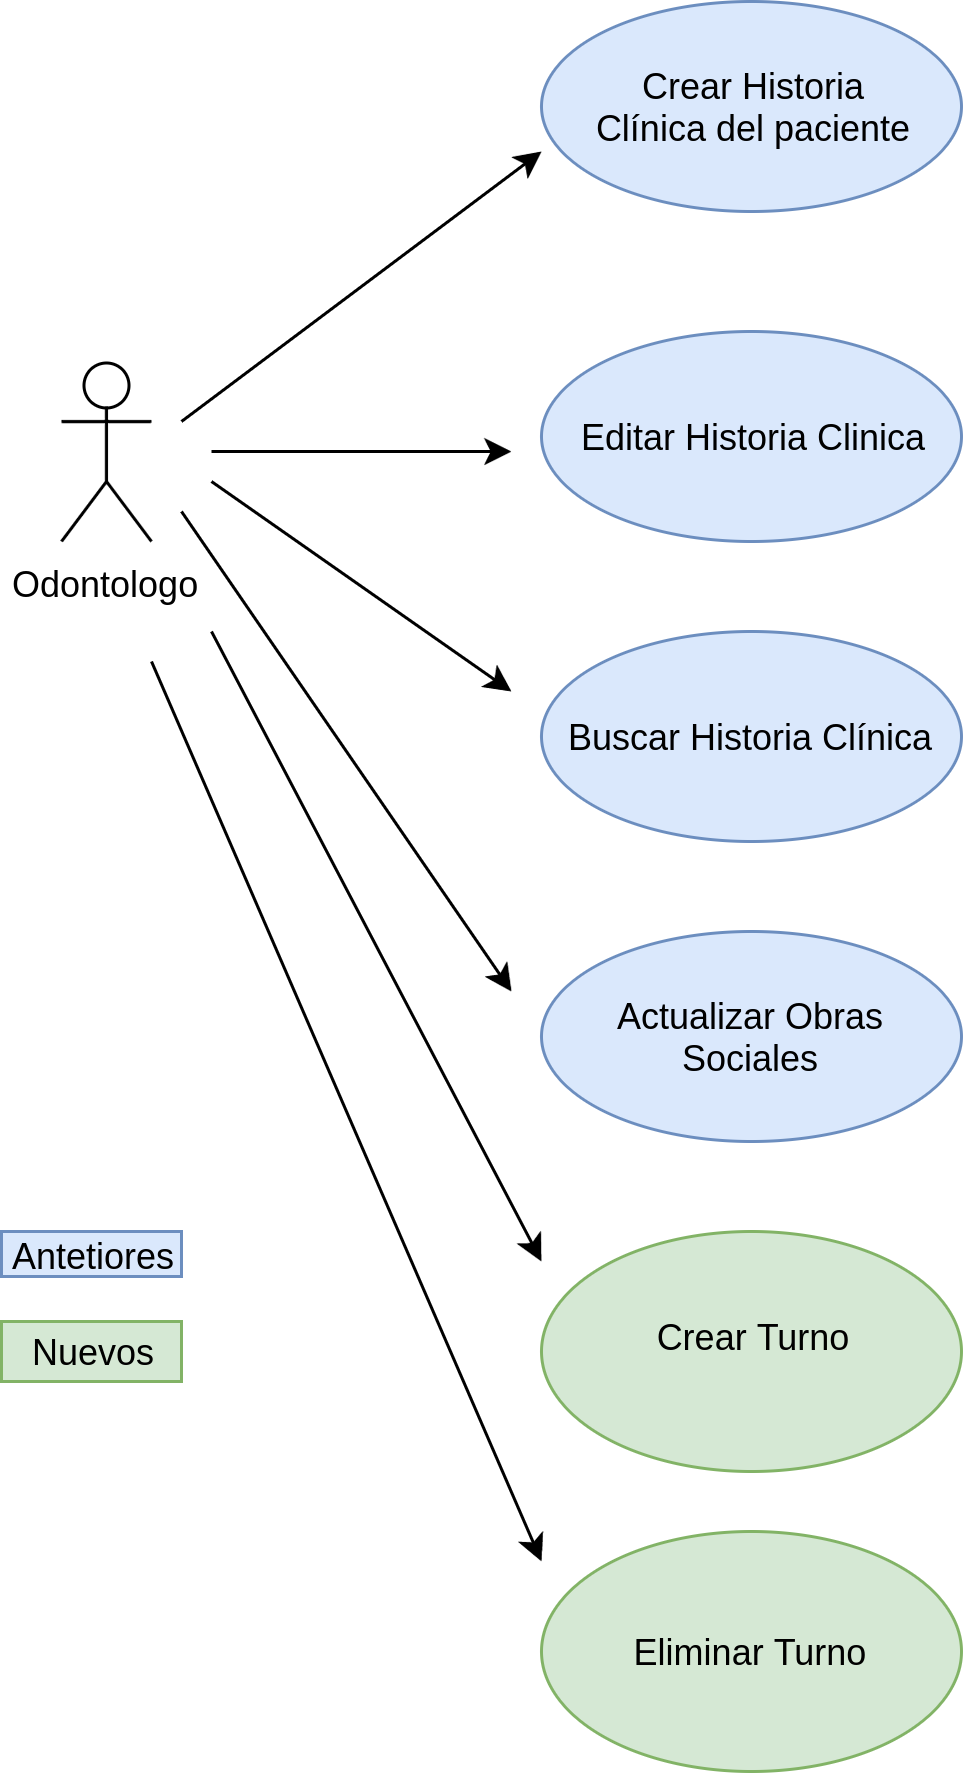 Crear Historia
Clínica del paciente
Editar Historia Clinica
Odontologo
Buscar Historia Clínica
Actualizar Obras
Sociales
Antetiores
Nuevos
Crear Turno
Eliminar Turno